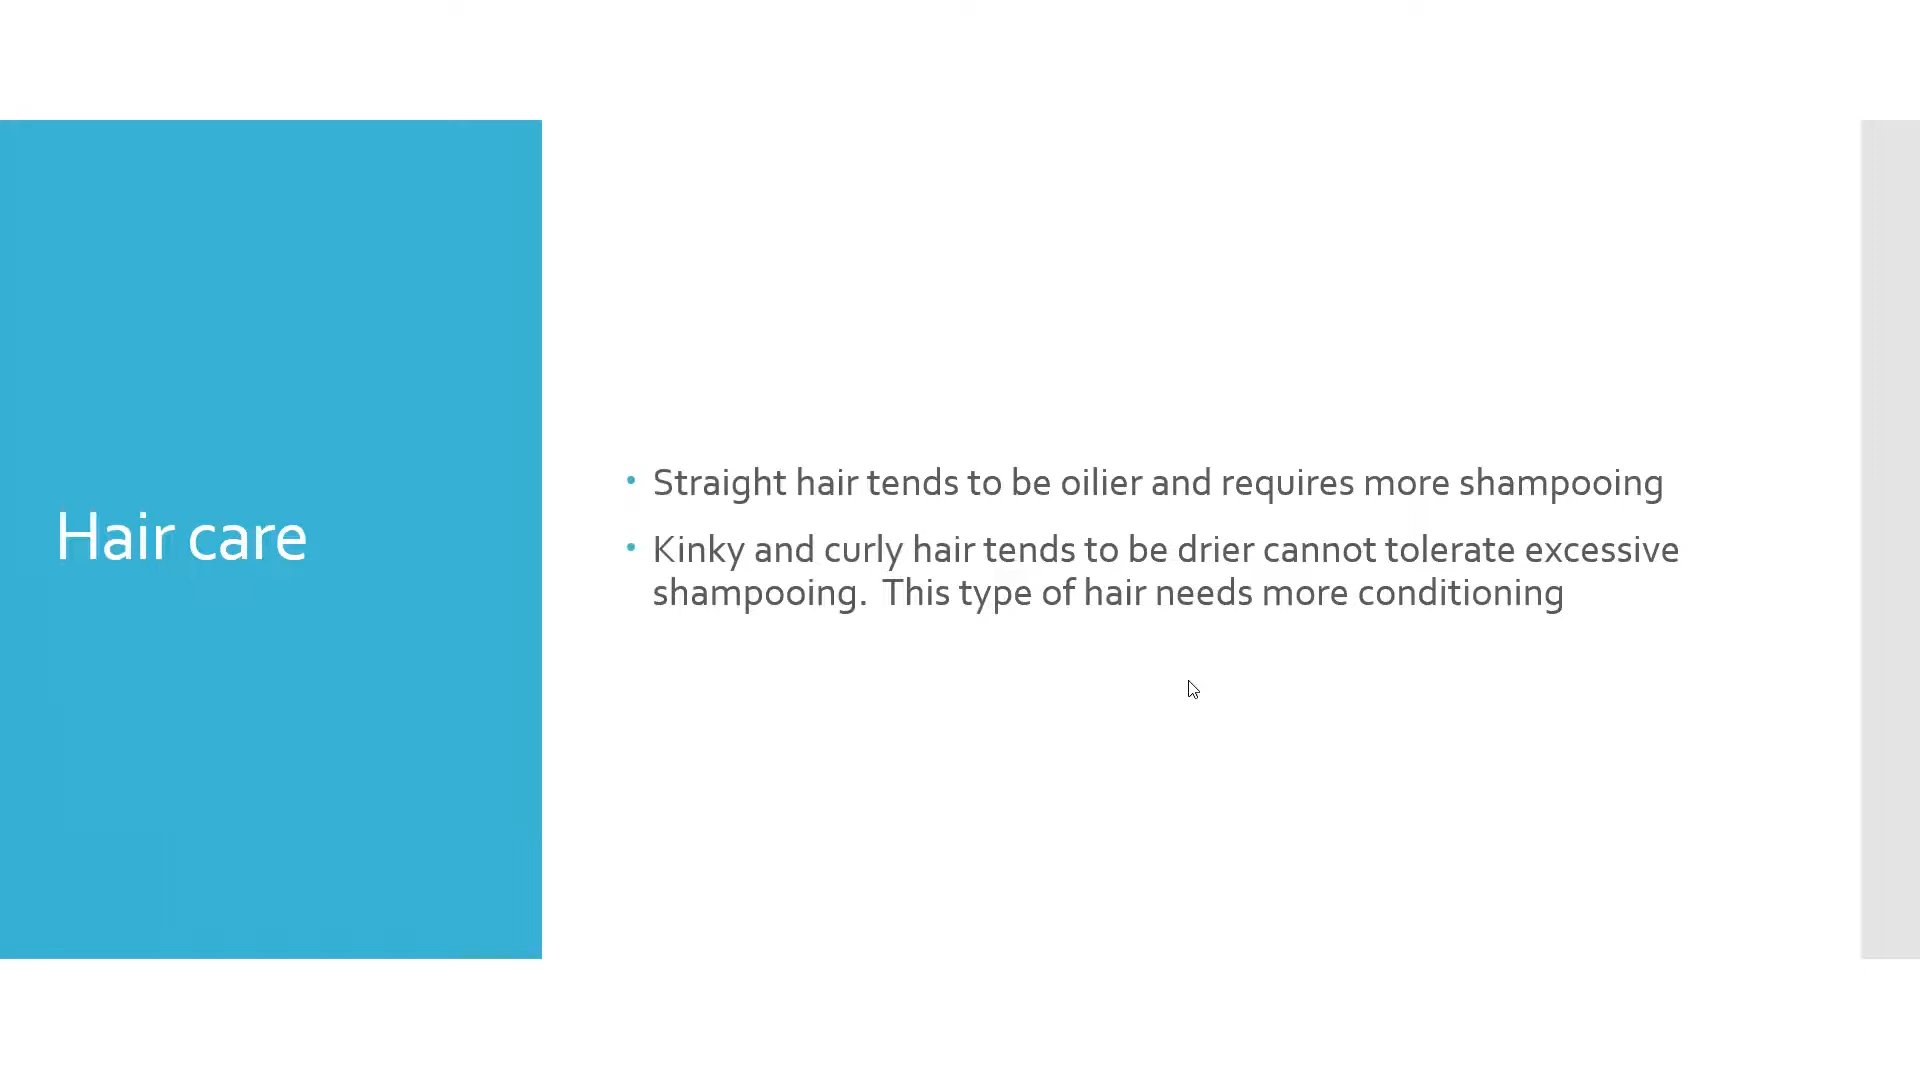 Hair care
• Straight hair tends to be oilier and requires more shampooing
• Kinky and curly hair tends to be drier cannot tolerate excessive
shampooing.  This type of hair needs more conditioning